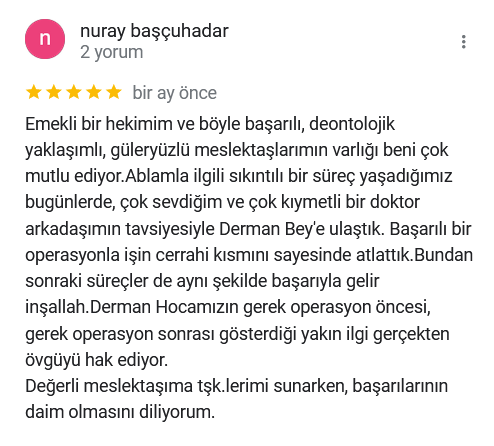 n
nuray başçuhadar
2 yorum
bir ay önce
Emekli bir hekimim ve böyle başarılı, deontolojik
yaklaşımlı, güleryüzlü meslektaşlarımın varlığı beni çok
mutlu ediyor.Ablamla ilgili sıkıntılı bir süreç yaşadığımız
bugünlerde, çok sevdiğim ve çok kıymetli bir doktor
arkadaşımın tavsiyesiyle Derman Bey'e ulaştık. Başarılı bir
operasyonla işin cerrahi kısmını sayesinde atlattık.Bundan
sonraki süreçler de aynı şekilde başarıyla gelir
inşallah.Derman Hocamızın gerek operasyon öncesi,
gerek operasyon sonrası gösterdiği yakın ilgi gerçekten
övgüyü hak ediyor.
Değerli meslektaşıma tşk.lerimi sunarken, başarılarının
daim olmasını diliyorum.